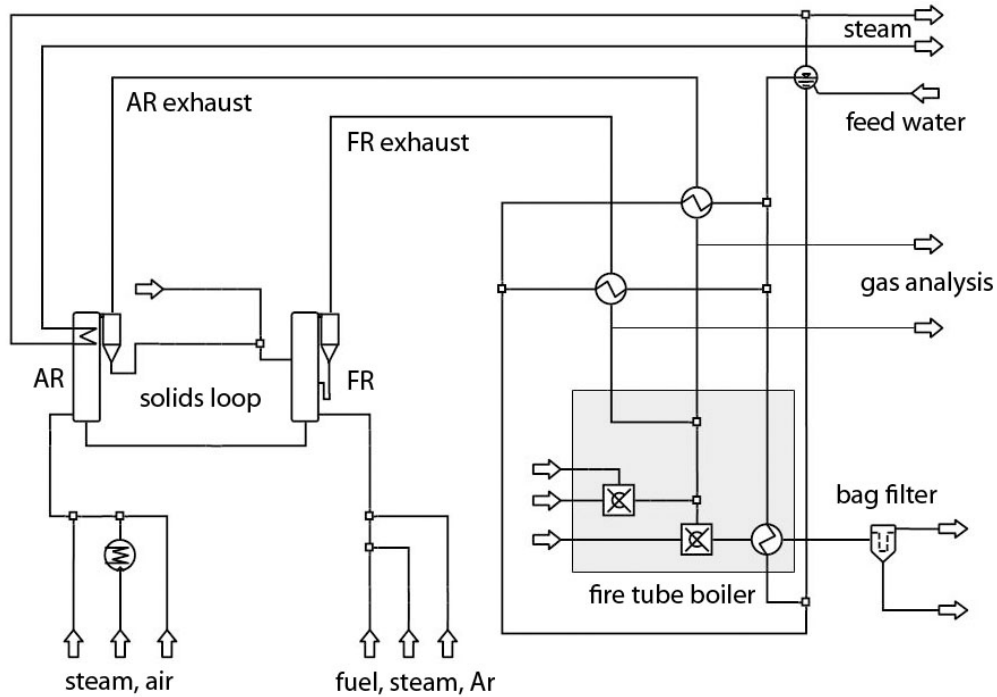 steam
AR exhaust
feed water
FR exhaust
gas analysis
AR
solids loop
FR
bag filter
fire tube boiler
steam, air
fuel, steam, Ar